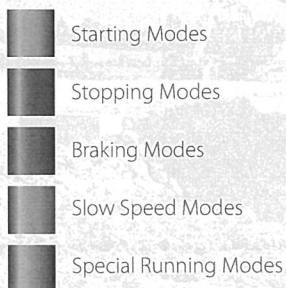 Starting Modes
Stopping Modes
Braking Modes
Slow Speed Modes
Special Running Modes